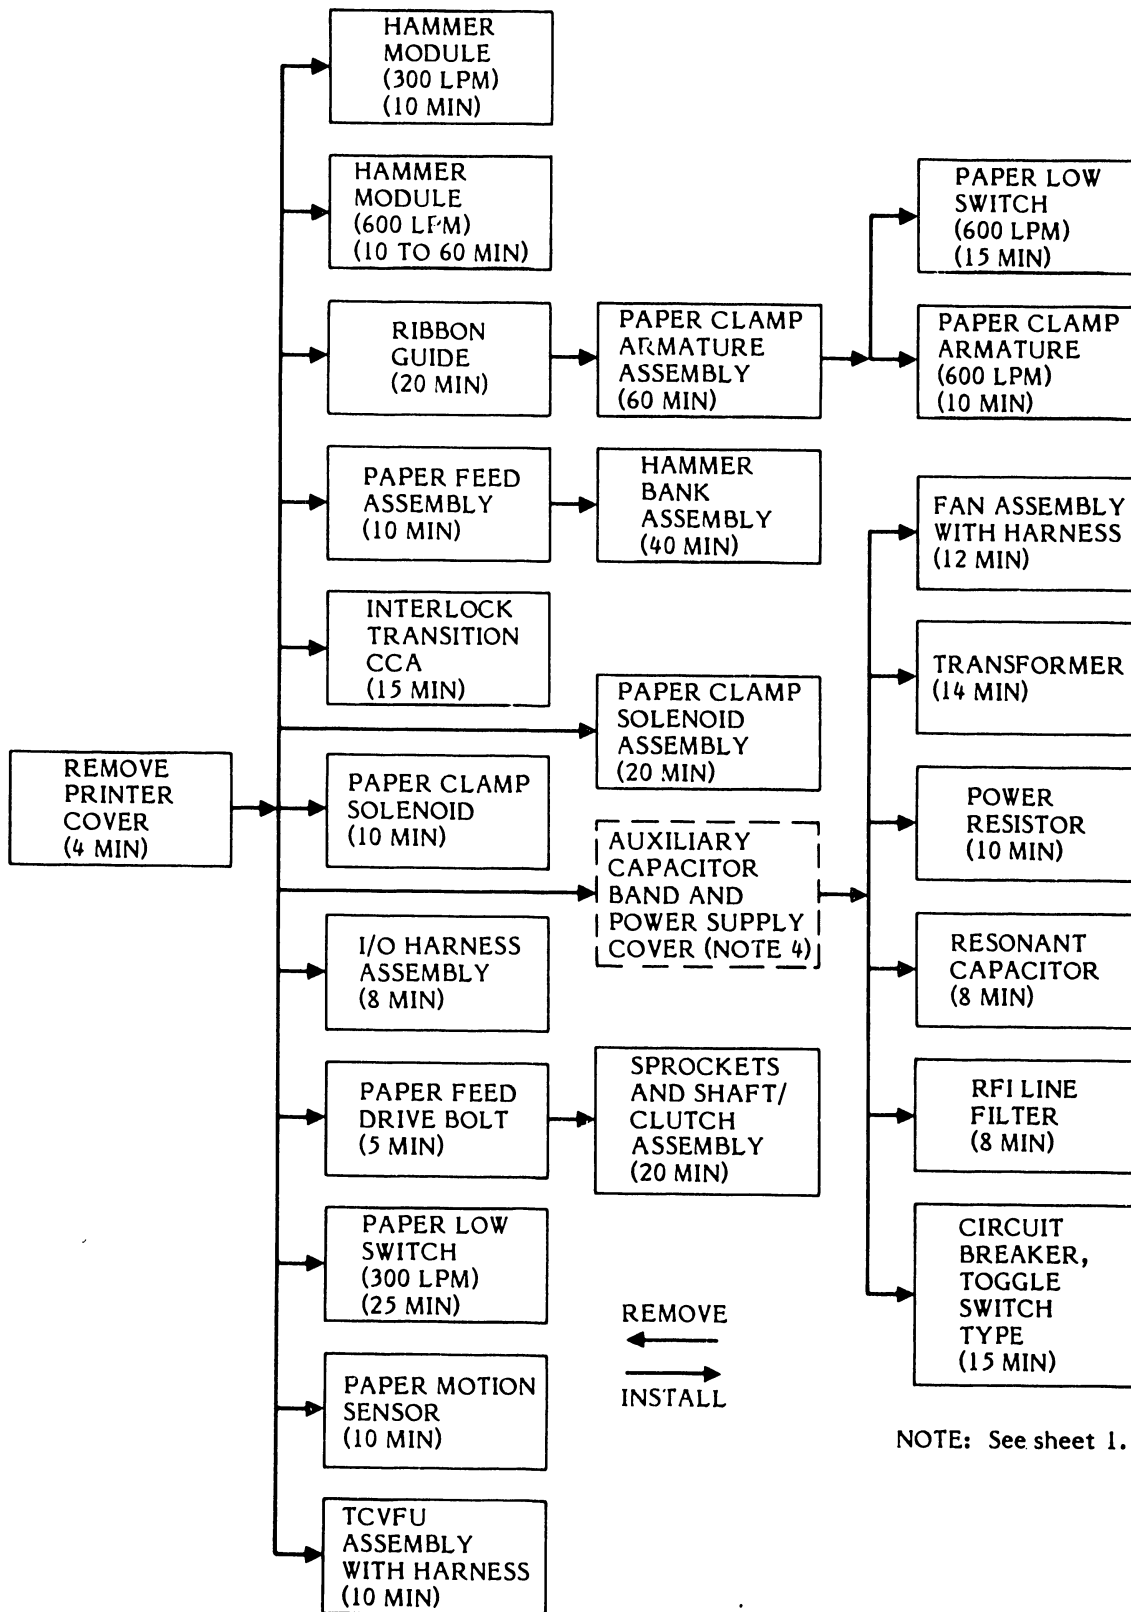 HAMMER
MODULE
(300 LPM)
(10 MIN)
HAMMER
MODULE
(600 LPM)
(10 TO 60 MIN)
PAPER LOW
SWITCH
(600 LPM)
(15 MIN)
RIBBON
GUIDE
(20 MIN)
PAPER CLAMP
ARMATURE
ASSEMBLY
(60 MIN)
PAPER CLAMP
ARMATURE
(600 LPM)
(10 MIN)
PAPER FEED
ASSEMBLY
(10 MIN)
HAMMER
BANK
ASSEMBLY
(40 MIN)
FAN ASSEMBLY
WITH HARNESS
(12 MIN)
INTERLOCK
TRANSITION
CCA
(15 MIN)
PAPER CLAMP
SOLENOID
ASSEMBLY
(20 MIN)
TRANSFORMER
(14 MIN)
REMOVE
PRINTER
COVER
(4 MIN)
PAPER CLAMP
SOLENOID
(10 MIN)
AUXILIARY
CAPACITOR
BAND AND
POWER SUPPLY
COVER (NOTE 4)
POWER
RESISTOR
(10 MIN)
I/O HARNESS
ASSEMBLY
(8 MIN)
RESONANT
CAPACITOR
(8 MIN)
PAPER FEED
DRIVE BOLT
(5 MIN)
SPROCKETS
AND SHAFT/
CLUTCH
ASSEMBLY
(20 MIN)
RFI LINE
FILTER
(8 MIN)
PAPER LOW
SWITCH
(300 LPM)
(25 MIN)
CIRCUIT
BREAKER,
TOGGLE
SWITCH
TYPE
(15 MIN)
REMOVE
INSTALL
PAPER MOTION
SENSOR
(10 MIN)
NOTE: See sheet 1.
TCVFU
ASSEMBLY
WITH HARNESS
(10 MIN)